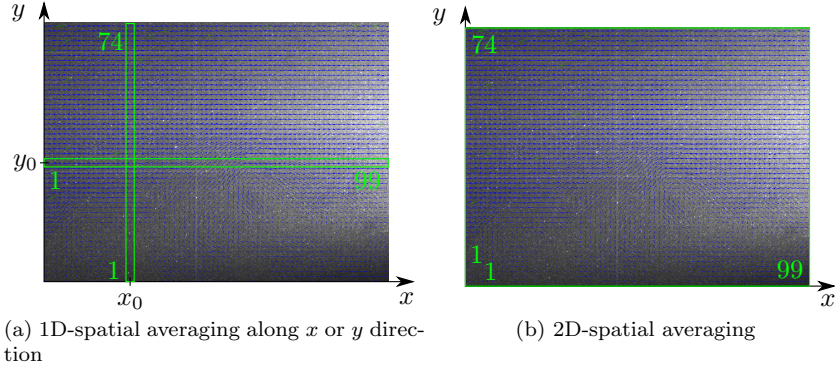 y
74
y₀
1
99
1
x₀
x
(a) 1D-spatial averaging along x or y direc-
tion
y
74
1
1
99
x
(b) 2D-spatial averaging